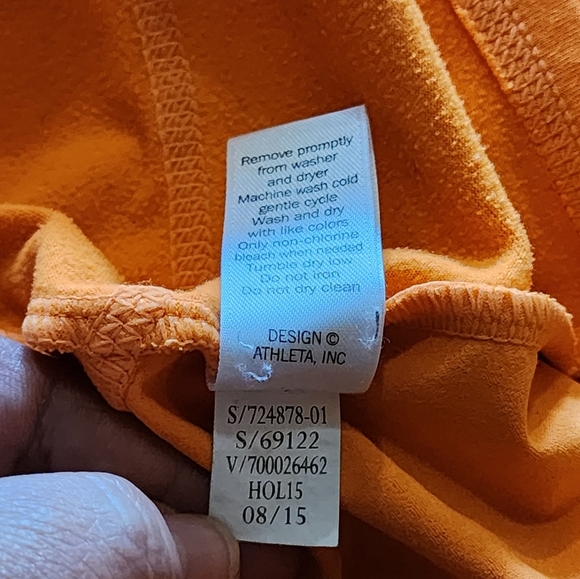 Remove promptly
from washer
and dryer
Machine wash cold
gentle cycle
Wash and dry
with like colors
Only non-chlorine
bleach when needed
Tumble dry low
Do not iron
Do not dry clean
DESIGN ©
ATHLETA, INC
S/724878-01
S/69122
V/700026462
HOL15
08/15